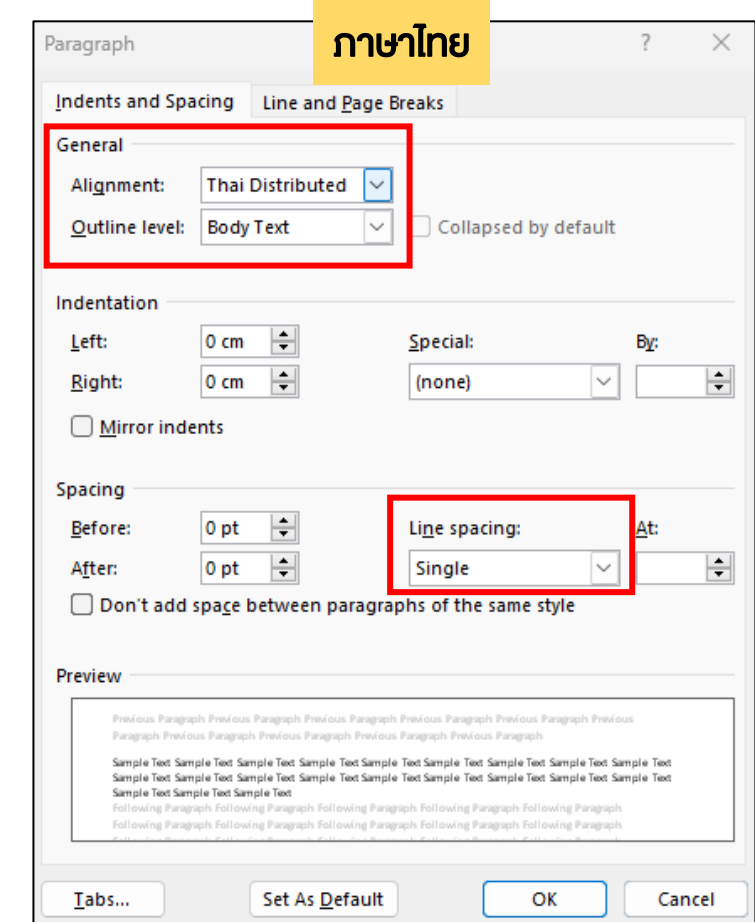 ภาษาไทย
Paragraph ?
Indents and Spacing Line and Page Breaks
General
Alignment: Thai Distributed
Outline level: Body Text Collapsed by default
Indentation
Left: 0 cm Special: By:
Right: 0 cm (none)
Mirror indents
Spacing
Before: 0 pt Line spacing: At:
After: 0 pt Single
Don't add space between paragraphs of the same style
Preview
Previous Paragraph Previous Paragraph Previous Paragraph Previous Paragraph Previous Paragraph Previous
Paragraph Previous Paragraph Previous Paragraph Previous Paragraph Previous Paragraph
Sample Text Sample Text Sample Text Sample Text Sample Text Sample Text Sample Text Sample Text Sample Text
Sample Text Sample Text Sample Text Sample Text Sample Text Sample Text Sample Text Sample Text Sample Text
Sample Text Sample Text Sample Text
Following Paragraph Following Paragraph Following Paragraph Following Paragraph Following Paragraph
Following Paragraph Following Paragraph Following Paragraph Following Paragraph Following Paragraph
Tabs... Set As Default OK Cancel